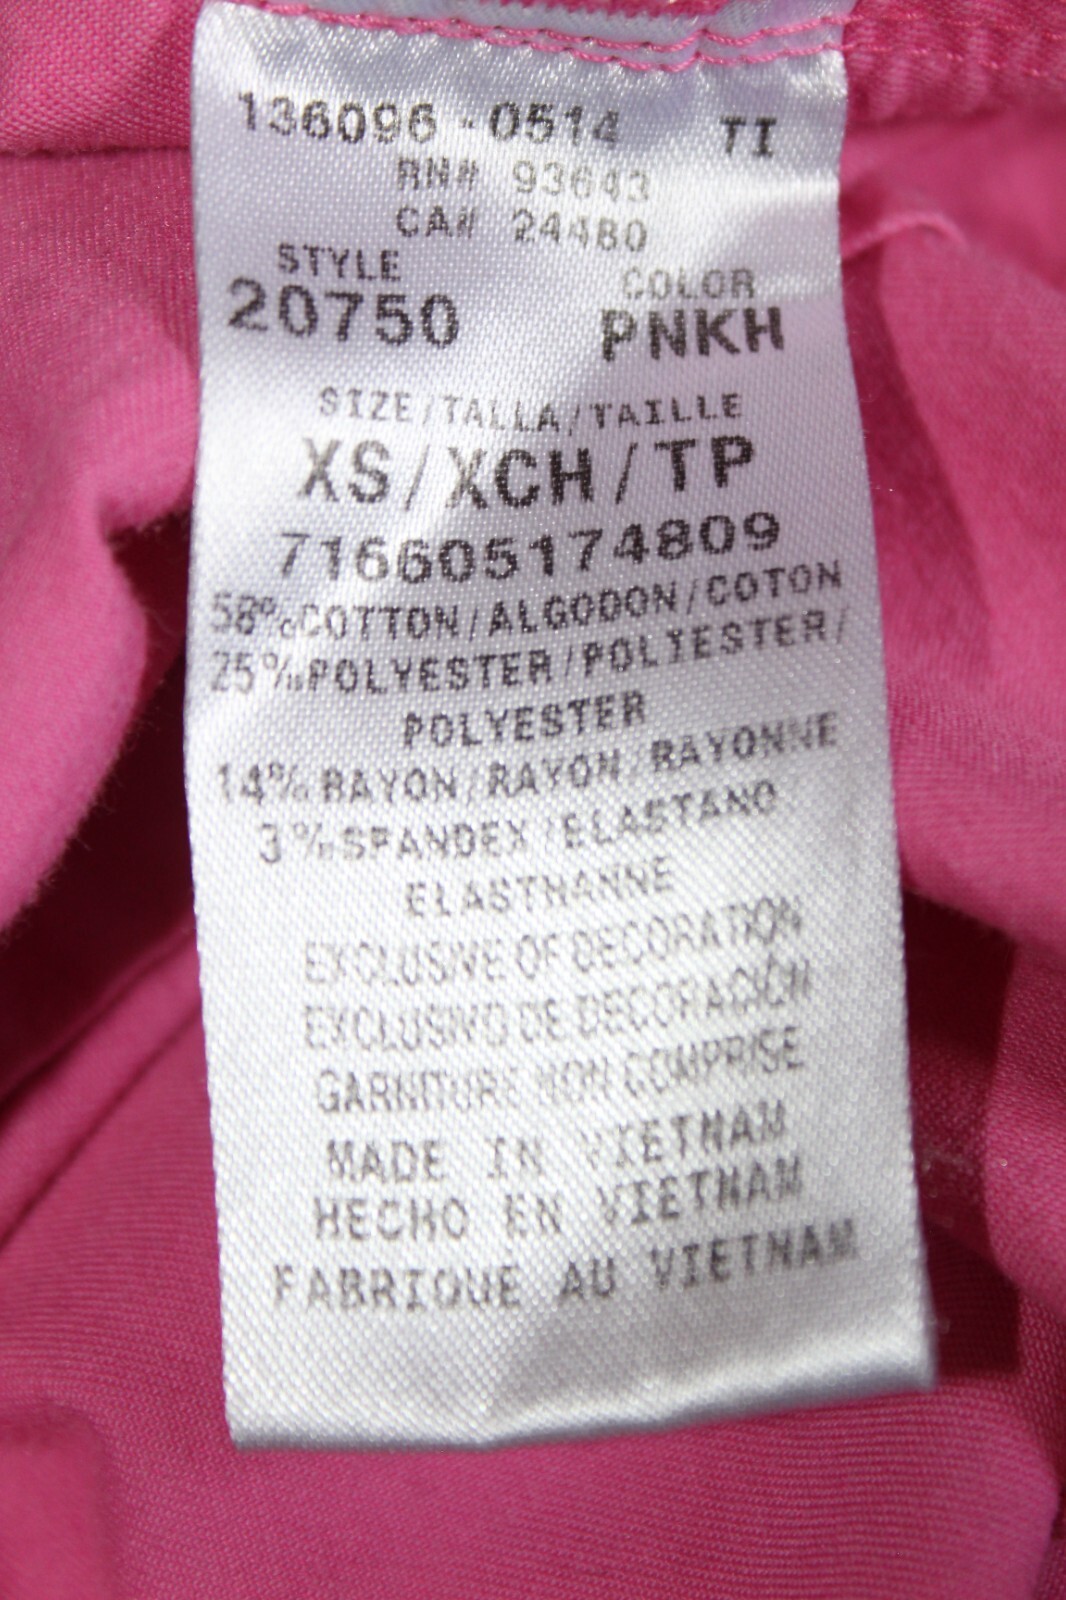 136096 - 0514 TI
RN# 93643
CA# 24480
STYLE COLOR
20750 PNKH
SIZE/TALLA/TAILLE
XS/XCH/TP
716605174809
58%COTTON/ALGODON/COTON
25%POLYESTER/POLIESTER/
POLYESTER
14%RAYON/RAYON/RAYONNE
3%SPANDEX/ELASTANO
ELASTHANNE
EXCLUSIVE OF DECORATION
EXCLUSIVO DE DECORACIÓN
GARNITURE NON COMPRISE
MADE IN VIETNAM
HECHO EN VIETNAM
FABRIQUE AU VIETNAM